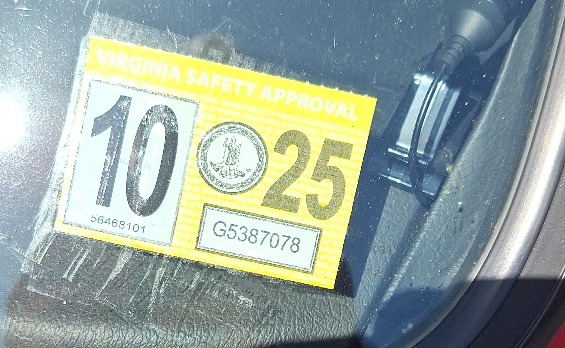 VIRGINIA SAFETY APPROVAL
10 25
56468101
G5387078